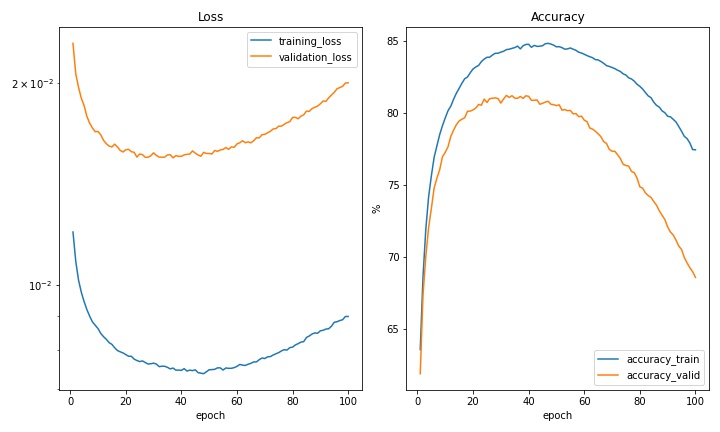 Loss
training_loss
validation_loss
2 × 10⁻²
10⁻²
0
20
40
60
80
100
epoch
Accuracy
85
80
75
70
65
%
accuracy_train
accuracy_valid
0
20
40
60
80
100
epoch